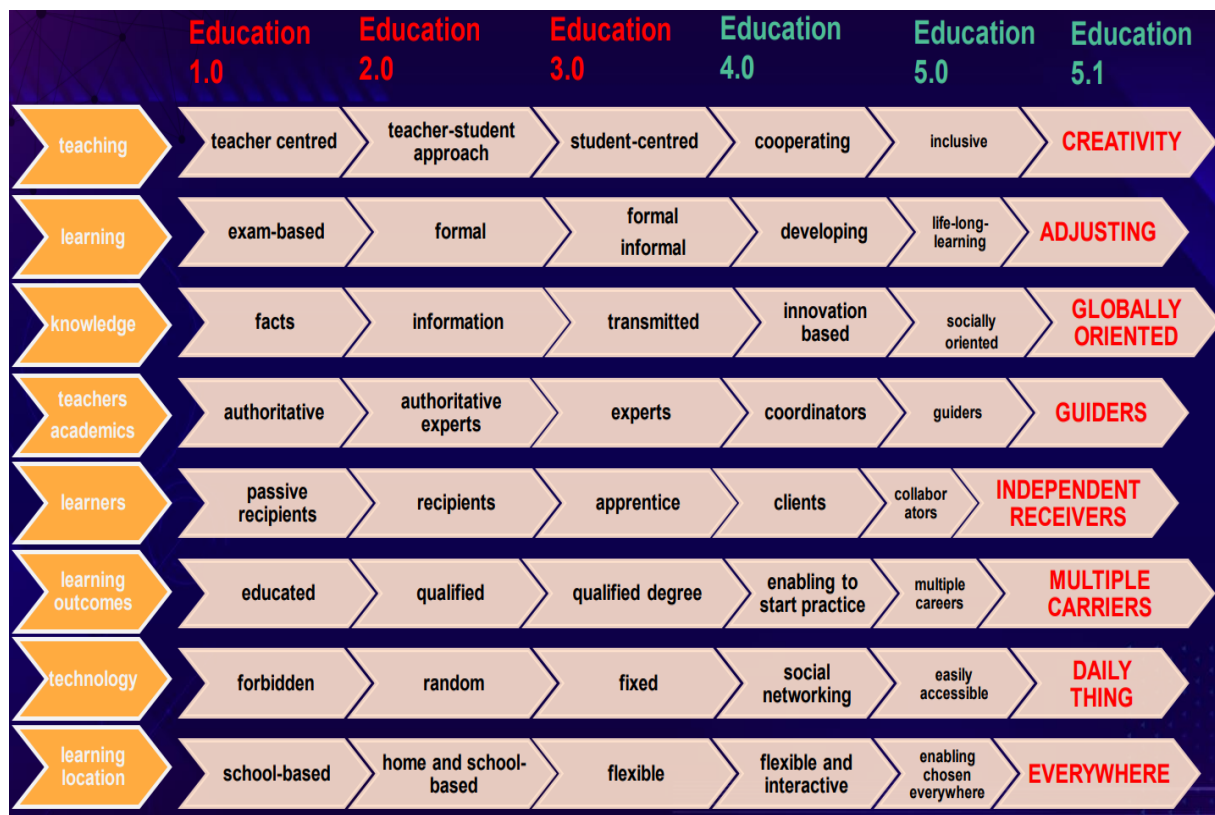 Education 1.0
Education 2.0
Education 3.0
Education 4.0
Education 5.0
Education 5.1
teaching
teacher centred
teacher-student
approach
student-centred
cooperating
inclusive
CREATIVITY
learning
exam-based
formal
formal
informal
developing
life-long-
learning
ADJUSTING
knowledge
facts
information
transmitted
innovation
based
socially
oriented
GLOBALLY
ORIENTED
teachers
academics
authoritative
authoritative
experts
experts
coordinators
guiders
GUIDERS
learners
passive
recipients
recipients
apprentice
clients
collabor
ators
INDEPENDENT
RECEIVERS
learning
outcomes
educated
qualified
qualified degree
enabling to
start practice
multiple
careers
MULTIPLE
CARRIERS
technology
forbidden
random
fixed
social
networking
easily
accessible
DAILY
THING
learning
location
school-based
home and school-
based
flexible
flexible and
interactive
enabling
chosen
everywhere
EVERYWHERE